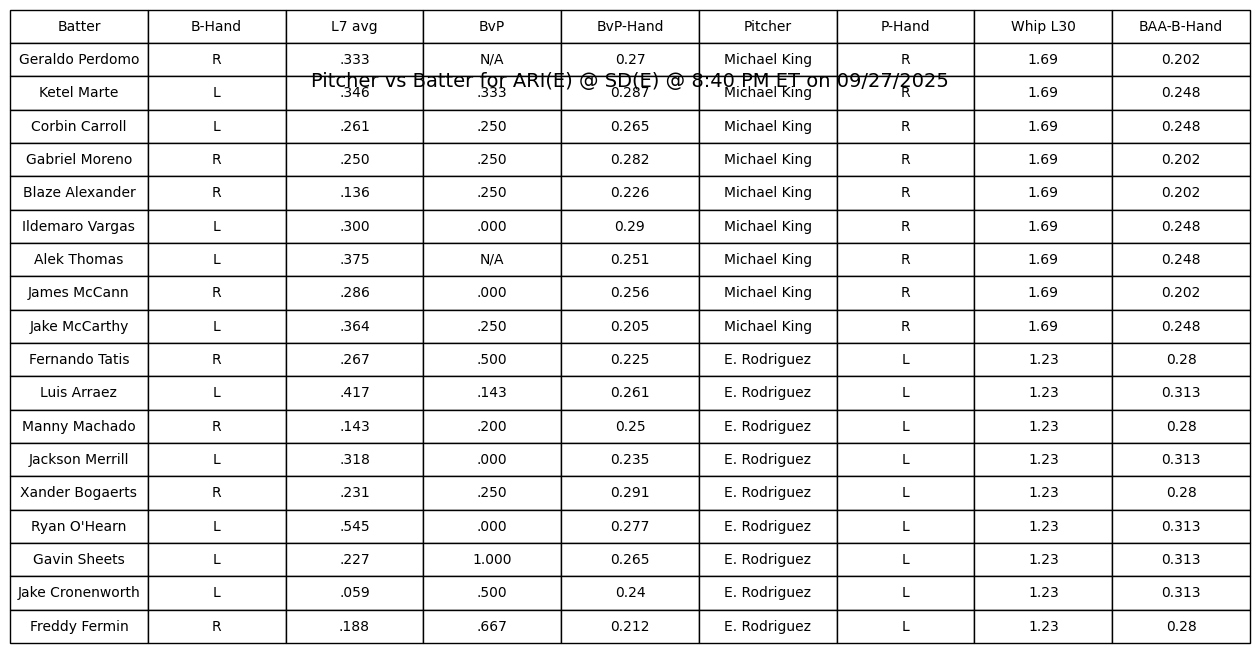 Batter B-Hand L7 avg BvP BvP-Hand Pitcher P-Hand Whip L30 BAA-B-Hand
Geraldo Perdomo R .333 N/A 0.27 Michael King R 1.69 0.202
Pitcher vs Batter for ARI(E) @ SD(E) @ 8:40 PM ET on 09/27/2025
Ketel Marte L .346 .333 0.287 Michael King R 1.69 0.248
Corbin Carroll L .261 .250 0.265 Michael King R 1.69 0.248
Gabriel Moreno R .250 .250 0.282 Michael King R 1.69 0.202
Blaze Alexander R .136 .250 0.226 Michael King R 1.69 0.202
Ildemaro Vargas L .300 .000 0.29 Michael King R 1.69 0.248
Alek Thomas L .375 N/A 0.251 Michael King R 1.69 0.248
James McCann R .286 .000 0.256 Michael King R 1.69 0.202
Jake McCarthy L .364 .250 0.205 Michael King R 1.69 0.248
Fernando Tatis R .267 .500 0.225 E. Rodriguez L 1.23 0.28
Luis Arraez L .417 .143 0.261 E. Rodriguez L 1.23 0.313
Manny Machado R .143 .200 0.25 E. Rodriguez L 1.23 0.28
Jackson Merrill L .318 .000 0.235 E. Rodriguez L 1.23 0.313
Xander Bogaerts R .231 .250 0.291 E. Rodriguez L 1.23 0.28
Ryan O'Hearn L .545 .000 0.277 E. Rodriguez L 1.23 0.313
Gavin Sheets L .227 1.000 0.265 E. Rodriguez L 1.23 0.313
Jake Cronenworth L .059 .500 0.24 E. Rodriguez L 1.23 0.313
Freddy Fermin R .188 .667 0.212 E. Rodriguez L 1.23 0.28